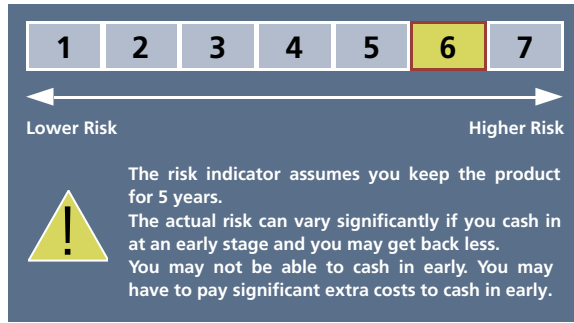 1 2 3 4 5 6 7
Lower Risk Higher Risk
The risk indicator assumes you keep the product
for 5 years.
The actual risk can vary significantly if you cash in
at an early stage and you may get back less.
You may not be able to cash in early. You may
have to pay significant extra costs to cash in early.
!